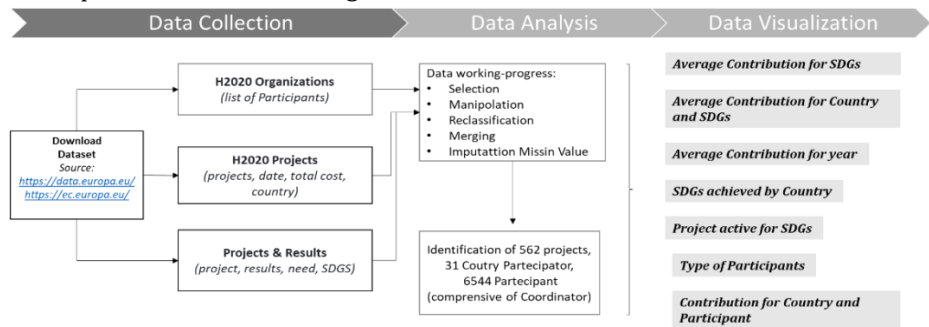 Data Collection
Data Analysis
Data Visualization
Download
Dataset
Source:
https://data.europa.eu/
https://ec.europa.eu/
H2020 Organizations
(list of Participants)
H2020 Projects
(projects, date, total cost,
country)
Projects & Results
(project, results, need, SDGS)
Data working-progress:
• Selection
• Manipolation
• Reclassification
• Merging
• Imputattion Missin Value
Identification of 562 projects,
31 Coutry Partecipator,
6544 Partecipant
(comprensive of Coordinator)
Average Contribution for SDGs
Average Contribution for Country
and SDGs
Average Contribution for year
SDGs achieved by Country
Project active for SDGs
Type of Participants
Contribution for Country and
Participant